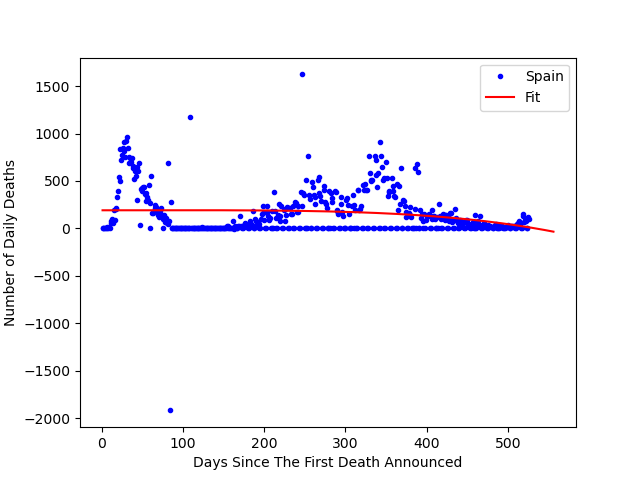 Spain
Fit
1500
1000
500
0
−500
−1000
−1500
−2000
Number of Daily Deaths
0 100 200 300 400 500
Days Since The First Death Announced